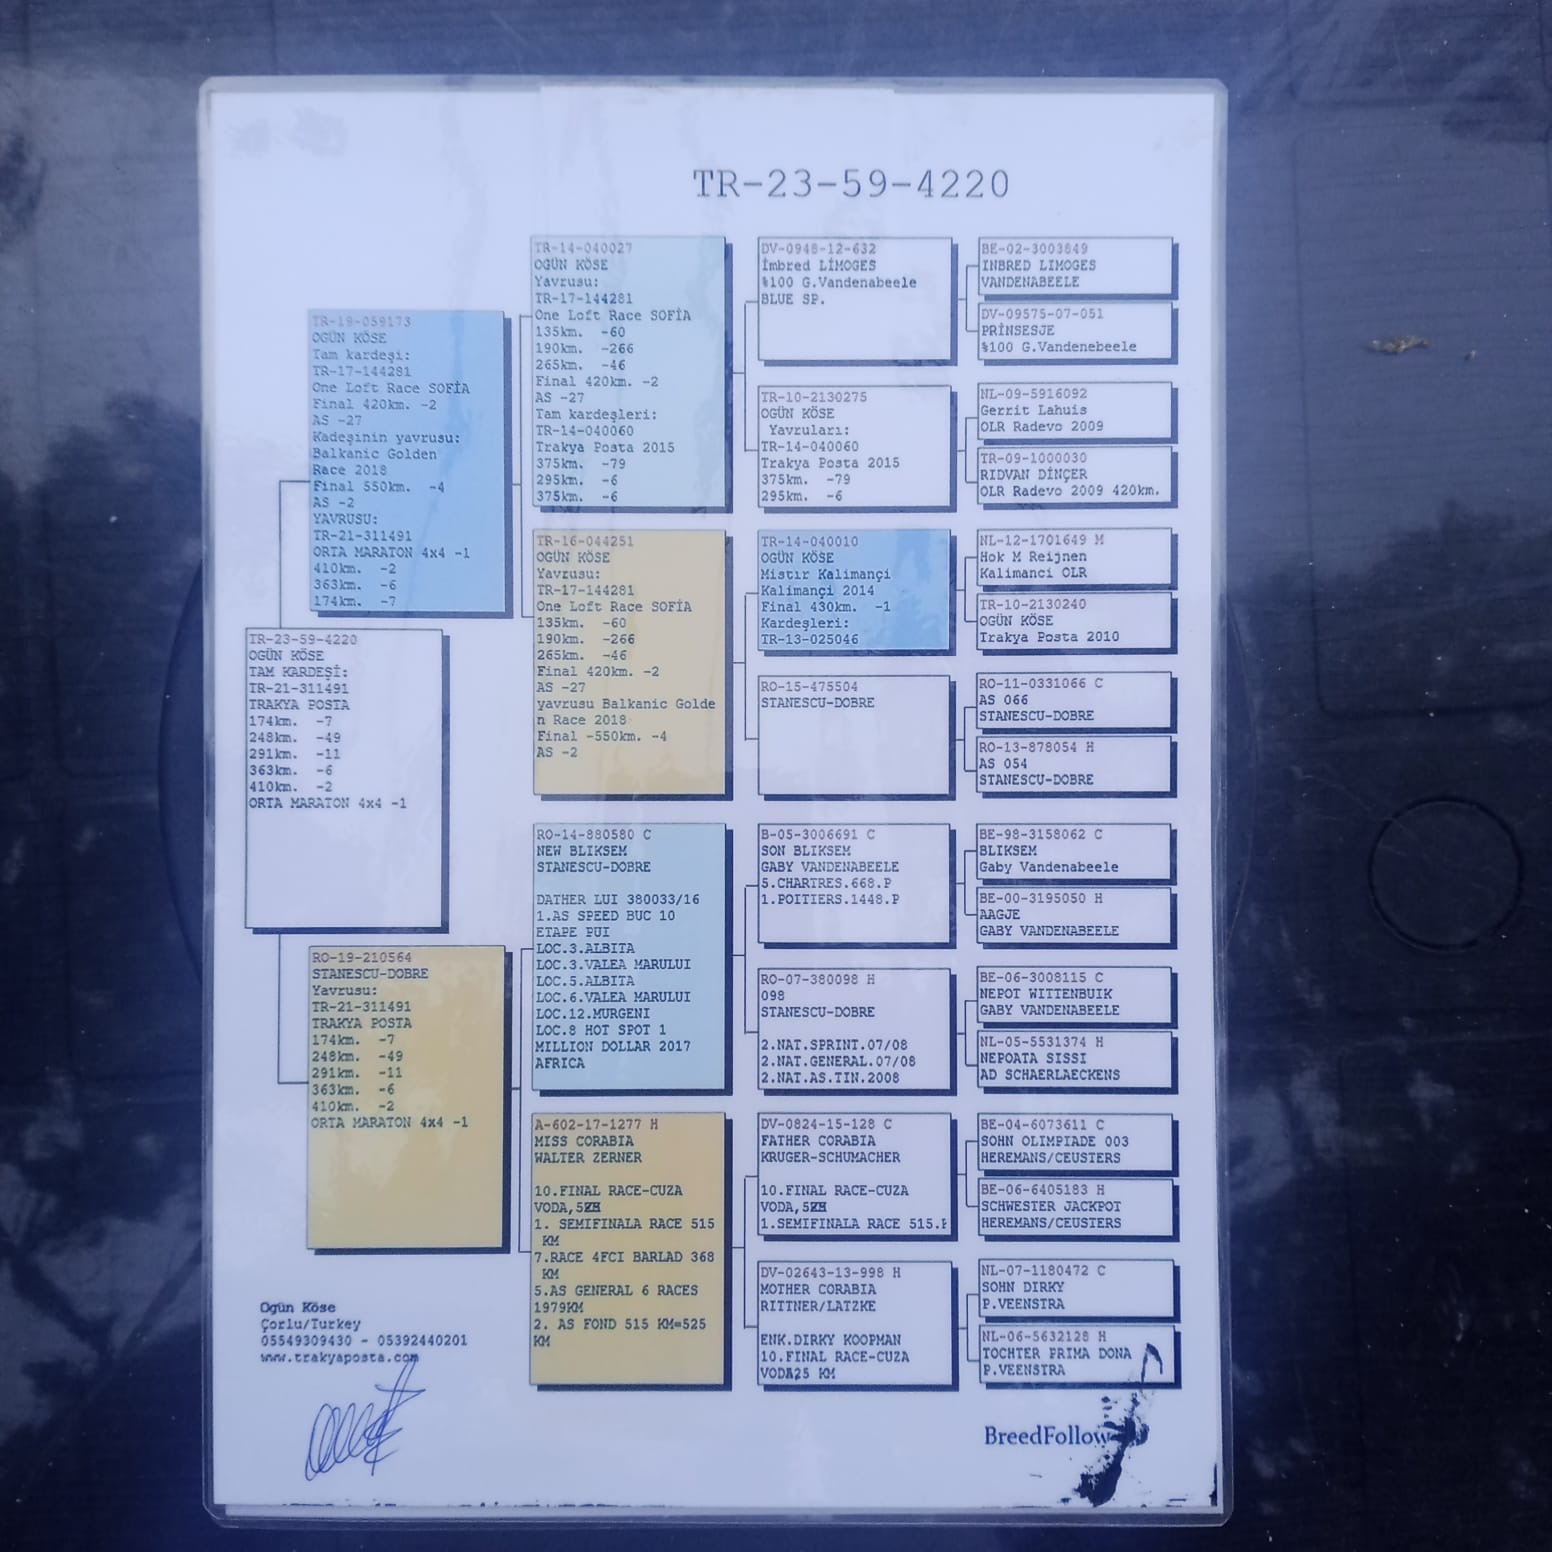 TR-23-59-4220
TR-19-059173
OGÜN KÖSE
Tam kardeşi:
TR-17-144281
One Loft Race SOFİA
Final 420km. -2
AS -27
Kadeşinin yavrusu:
Balkanic Golden
Race 2018
Final 550km. -4
AS -2
YAVRUSU:
TR-21-311491
ORTA MARATON 4x4 -1
410km. -2
363km. -6
174km. -7
TR-23-59-4220
OGÜN KÖSE
TAM KARDEŞİ:
TR-21-311491
TRAKYA POSTA
174km. -7
248km. -49
291km. -11
363km. -6
410km. -2
ORTA MARATON 4x4 -1
RO-19-210564
STANESCU-DOBRE
Yavrusu:
TR-21-311491
TRAKYA POSTA
174km. -7
248km. -49
291km. -11
363km. -6
410km. -2
ORTA MARATON 4x4 -1
TR-14-040027
OGÜN KÖSE
Yavrusu:
TR-17-144281
One Loft Race SOFİA
135km. -60
190km. -266
265km. -46
Final 420km. -2
AS -27
Tam kardeşleri:
TR-14-040060
Trakya Posta 2015
375km. -79
295km. -6
375km. -6
TR-16-044251
OGÜN KÖSE
Yavrusu:
TR-17-144281
One Loft Race SOFİA
135km. -60
190km. -266
265km. -46
Final 420km. -2
AS -27
yavrusu Balkanic Golde
n Race 2018
Final -550km. -4
AS -2
RO-14-880580 C
NEW BLIKSEM
STANESCU-DOBRE
DATHER LUI 380033/16
1.AS SPEED BUC 10
ETAPE PUI
LOC.3.ALBITA
LOC.3.VALEA MARULUI
LOC.5.ALBITA
LOC.6.VALEA MARULUI
LOC.12.MURGENI
LOC.8 HOT SPOT 1
MILLION DOLLAR 2017
AFRICA
A-602-17-1277 H
MISS CORABIA
WALTER ZERNER
10.FINAL RACE-CUZA
VODA,
1. SEMIFINALA RACE 515
KM
7.RACE 4FCI BARLAD 368
KM
5.AS GENERAL 6 RACES
1979KM
2. AS FOND 515 KM=525
KM
DV-0948-12-632
İmbred LİMOGES
%100 G.Vandenabeele
BLUE SP.
TR-10-2130275
OGÜN KÖSE
Yavruları:
TR-14-040060
Trakya Posta 2015
375km. -79
295km. -6
TR-14-040010
OGÜN KÖSE
Mistır Kalimançi
Kalimançi 2014
Final 430km. -1
Kardeşleri:
TR-13-025046
RO-15-475504
STANESCU-DOBRE
B-05-3006691 C
SON BLIKSEM
GABY VANDENABEELE
5.CHARTRES.668.P
1.POITIERS.1448.P
RO-07-380098 H
098
STANESCU-DOBRE
2.NAT.SPRINT.07/08
2.NAT.GENERAL.07/08
2.NAT.AS.TIN.2008
DV-0824-15-128 C
FATHER CORABIA
KRUGER-SCHUMACHER
10.FINAL RACE-CUZA
VODA,
1.SEMIFINALA RACE 515.
DV-02643-13-998 H
MOTHER CORABIA
RITTNER/LATZKE
ENK.DIRKY KOOPMAN
10.FINAL RACE-CUZA
VODA25 KM
BE-02-3003849
INBRED LIMOGES
VANDENABEELE
DV-09575-07-051
PRİNSESJE
%100 G.Vandenebeele
NL-09-5916092
Gerrit Lahuis
OLR Radevo 2009
TR-09-1000030
RIDVAN DİNÇER
OLR Radevo 2009 420km.
NL-12-1701649 M
Hok M Reijnen
Kalimanci OLR
TR-10-2130240
OGÜN KÖSE
Trakya Posta 2010
RO-11-0331066 C
AS 066
STANESCU-DOBRE
RO-13-878054 H
AS 054
STANESCU-DOBRE
BE-98-3158062 C
BLIKSEM
Gaby Vandenabeele
BE-00-3195050 H
AAGJE
GABY VANDENABEELE
BE-06-3008115 C
NEPOT WITTENBUIK
GABY VANDENABEELE
NL-05-5531374 H
NEPOATA SISSI
AD SCHAERLAECKENS
BE-04-6073611 C
SOHN OLIMPIADE 003
HEREMANS/CEUSTERS
BE-06-6405183 H
SCHWESTER JACKPOT
HEREMANS/CEUSTERS
NL-07-1180472 C
SOHN DIRKY
P.VEENSTRA
NL-06-5632128 H
TOCHTER PRIMA DONA
P.VEENSTRA
Ogün Köse
Çorlu/Turkey
05549309430 - 05392440201
www.trakyaposta.com
BreedFollow